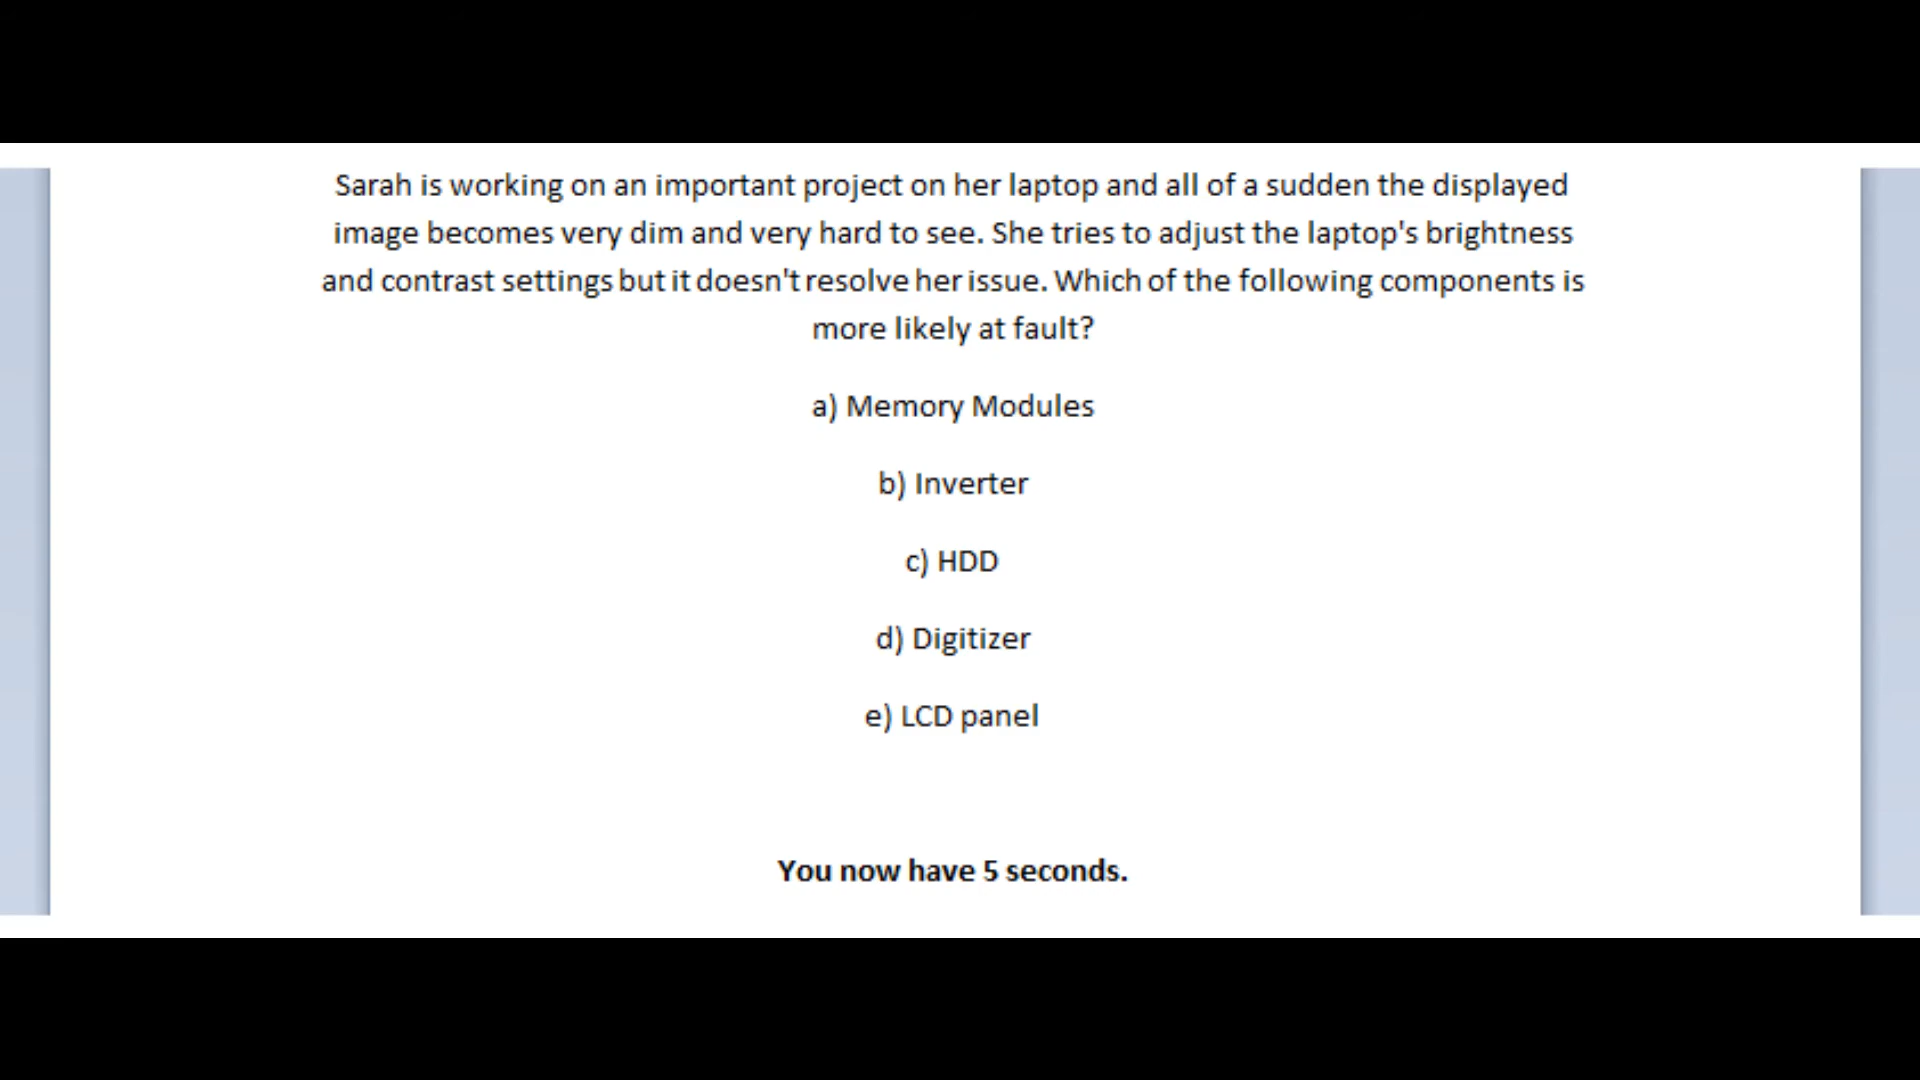 Sarah is working on an important project on her laptop and all of a sudden the displayed
image becomes very dim and very hard to see. She tries to adjust the laptop's brightness
and contrast settings but it doesn't resolve her issue. Which of the following components is
more likely at fault?
a) Memory Modules
b) Inverter
c) HDD
d) Digitizer
e) LCD panel
You now have 5 seconds.